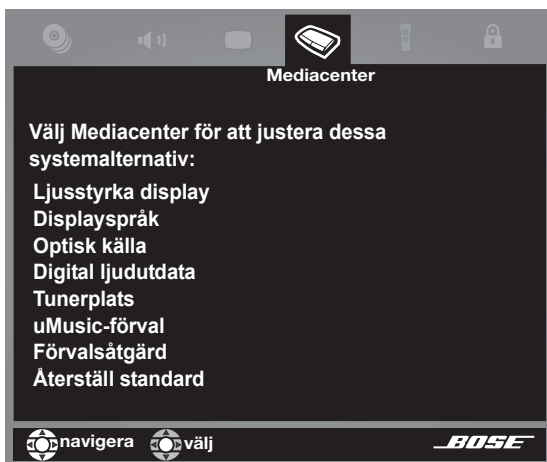 Mediacenter
Välj Mediacenter för att justera dessa
systemalternativ:
Ljusstyrka display
Displayspråk
Optisk källa
Digital ljudutdata
Tunerplats
uMusic-förval
Förvalsåtgärd
Återställ standard
navigera välj BOSE